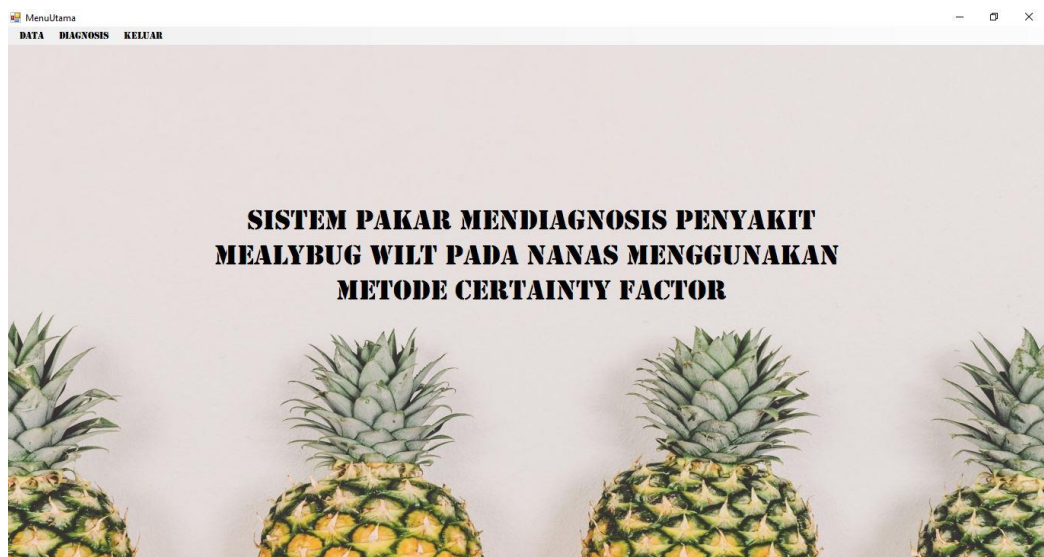 MenuUtama
DATA DIAGNOSIS KELUAR
SISTEM PAKAR MENDIAGNOSIS PENYAKIT
MEALYBUG WILT PADA NANAS MENGGUNAKAN
METODE CERTAINTY FACTOR